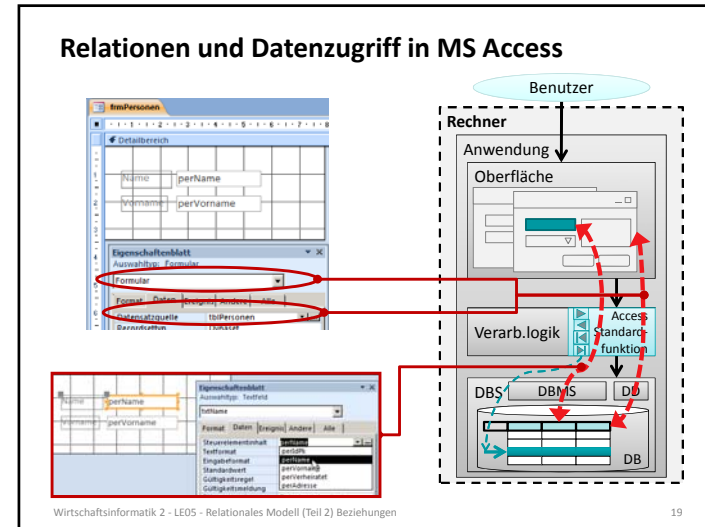 Relationen und Datenzugriff in MS Access
frmPersonen
Detailbereich
Name perName
Vorname perVorname
Eigenschaftenblatt
Auswahltyp: Formular
Formular
Format Daten Ereignis Andere Alle
Datensatzquelle tblPersonen
Recordsettyp Dynaset
Name perName
Vorname perVorname
Eigenschaftenblatt
Auswahltyp: Textfeld
txtName
Format Daten Ereignis Andere Alle
Steuerelementinhalt perName
Textformat perIdPk
Eingabeformat perName
Standardwert perVorname
Gültigkeitsregel perVerheiratet
Gültigkeitsmeldung perAdresse
Benutzer
Rechner
Anwendung
Oberfläche
Verarb.logik
Access
Standard-
funktion
DBS DBMS DD
DB
Wirtschaftsinformatik 2 - LE05 - Relationales Modell (Teil 2) Beziehungen 19